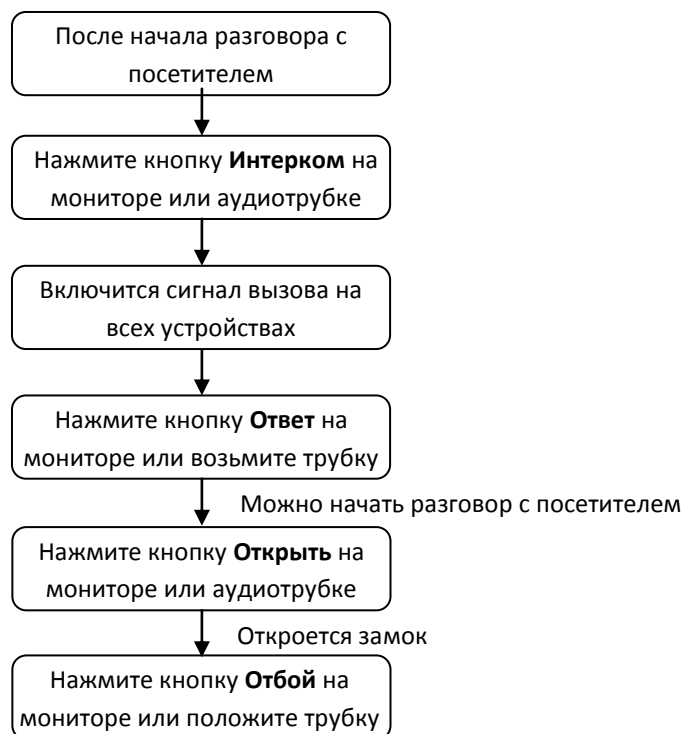 После начала разговора с
посетителем
Нажмите кнопку Интерком на
мониторе или аудиотрубке
Включится сигнал вызова на
всех устройствах
Нажмите кнопку Ответ на
мониторе или возьмите трубку
Можно начать разговор с посетителем
Нажмите кнопку Открыть на
мониторе или аудиотрубке
Откроется замок
Нажмите кнопку Отбой на
мониторе или положите трубку